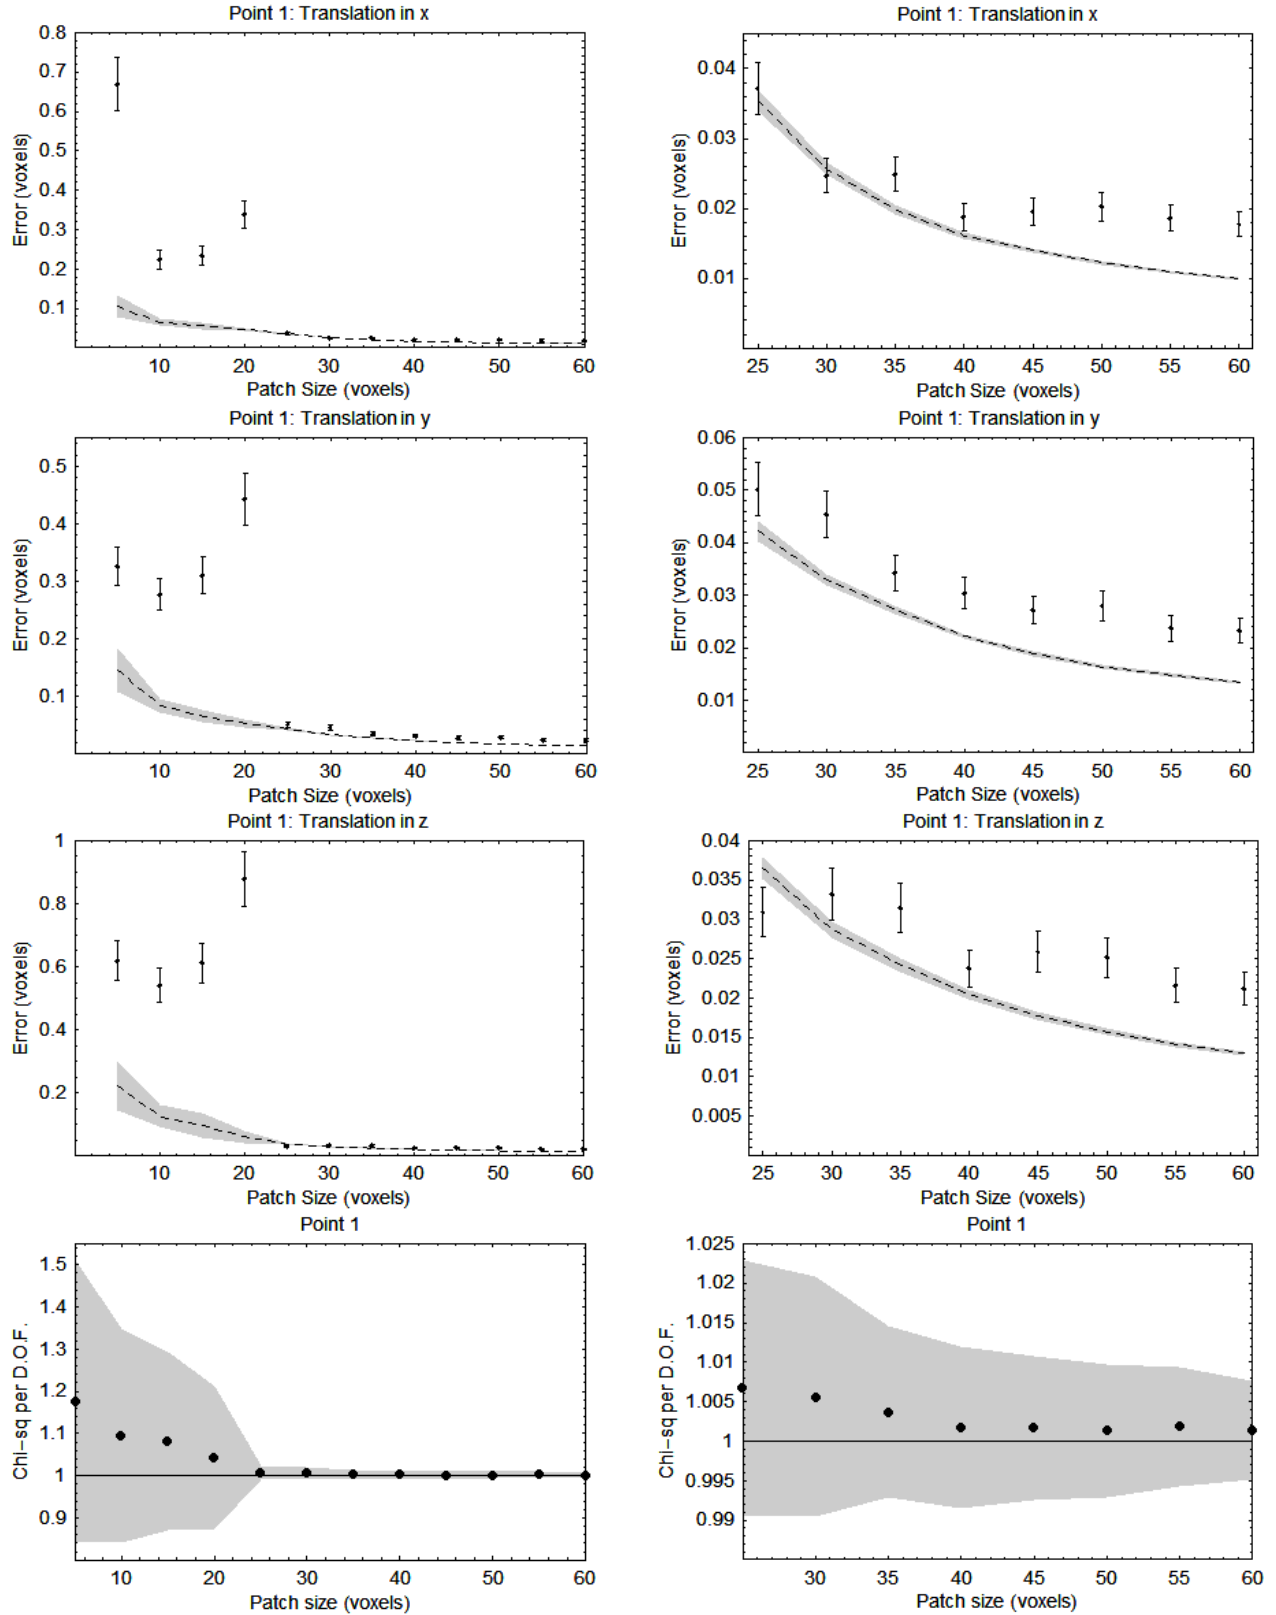 Point 1: Translation in x
0.8
0.7
0.6
0.5
0.4
0.3
0.2
0.1
Error (voxels)
10 20 30 40 50 60
Patch Size (voxels)
Point 1: Translation in x
0.04
0.03
0.02
0.01
Error (voxels)
25 30 35 40 45 50 55 60
Patch Size (voxels)
Point 1: Translation in y
0.5
0.4
0.3
0.2
0.1
Error (voxels)
10 20 30 40 50 60
Patch Size (voxels)
Point 1: Translation in y
0.06
0.05
0.04
0.03
0.02
0.01
Error (voxels)
25 30 35 40 45 50 55 60
Patch Size (voxels)
Point 1: Translation in z
1
0.8
0.6
0.4
0.2
Error (voxels)
10 20 30 40 50 60
Patch Size (voxels)
Point 1: Translation in z
0.04
0.035
0.03
0.025
0.02
0.015
0.01
0.005
Error (voxels)
25 30 35 40 45 50 55 60
Patch Size (voxels)
Point 1
1.5
1.4
1.3
1.2
1.1
1
0.9
Chi-sq per D.O.F.
10 20 30 40 50 60
Patch size (voxels)
Point 1
1.025
1.02
1.015
1.01
1.005
1
0.995
0.99
Chi-sq per D.O.F.
25 30 35 40 45 50 55 60
Patch size (voxels)